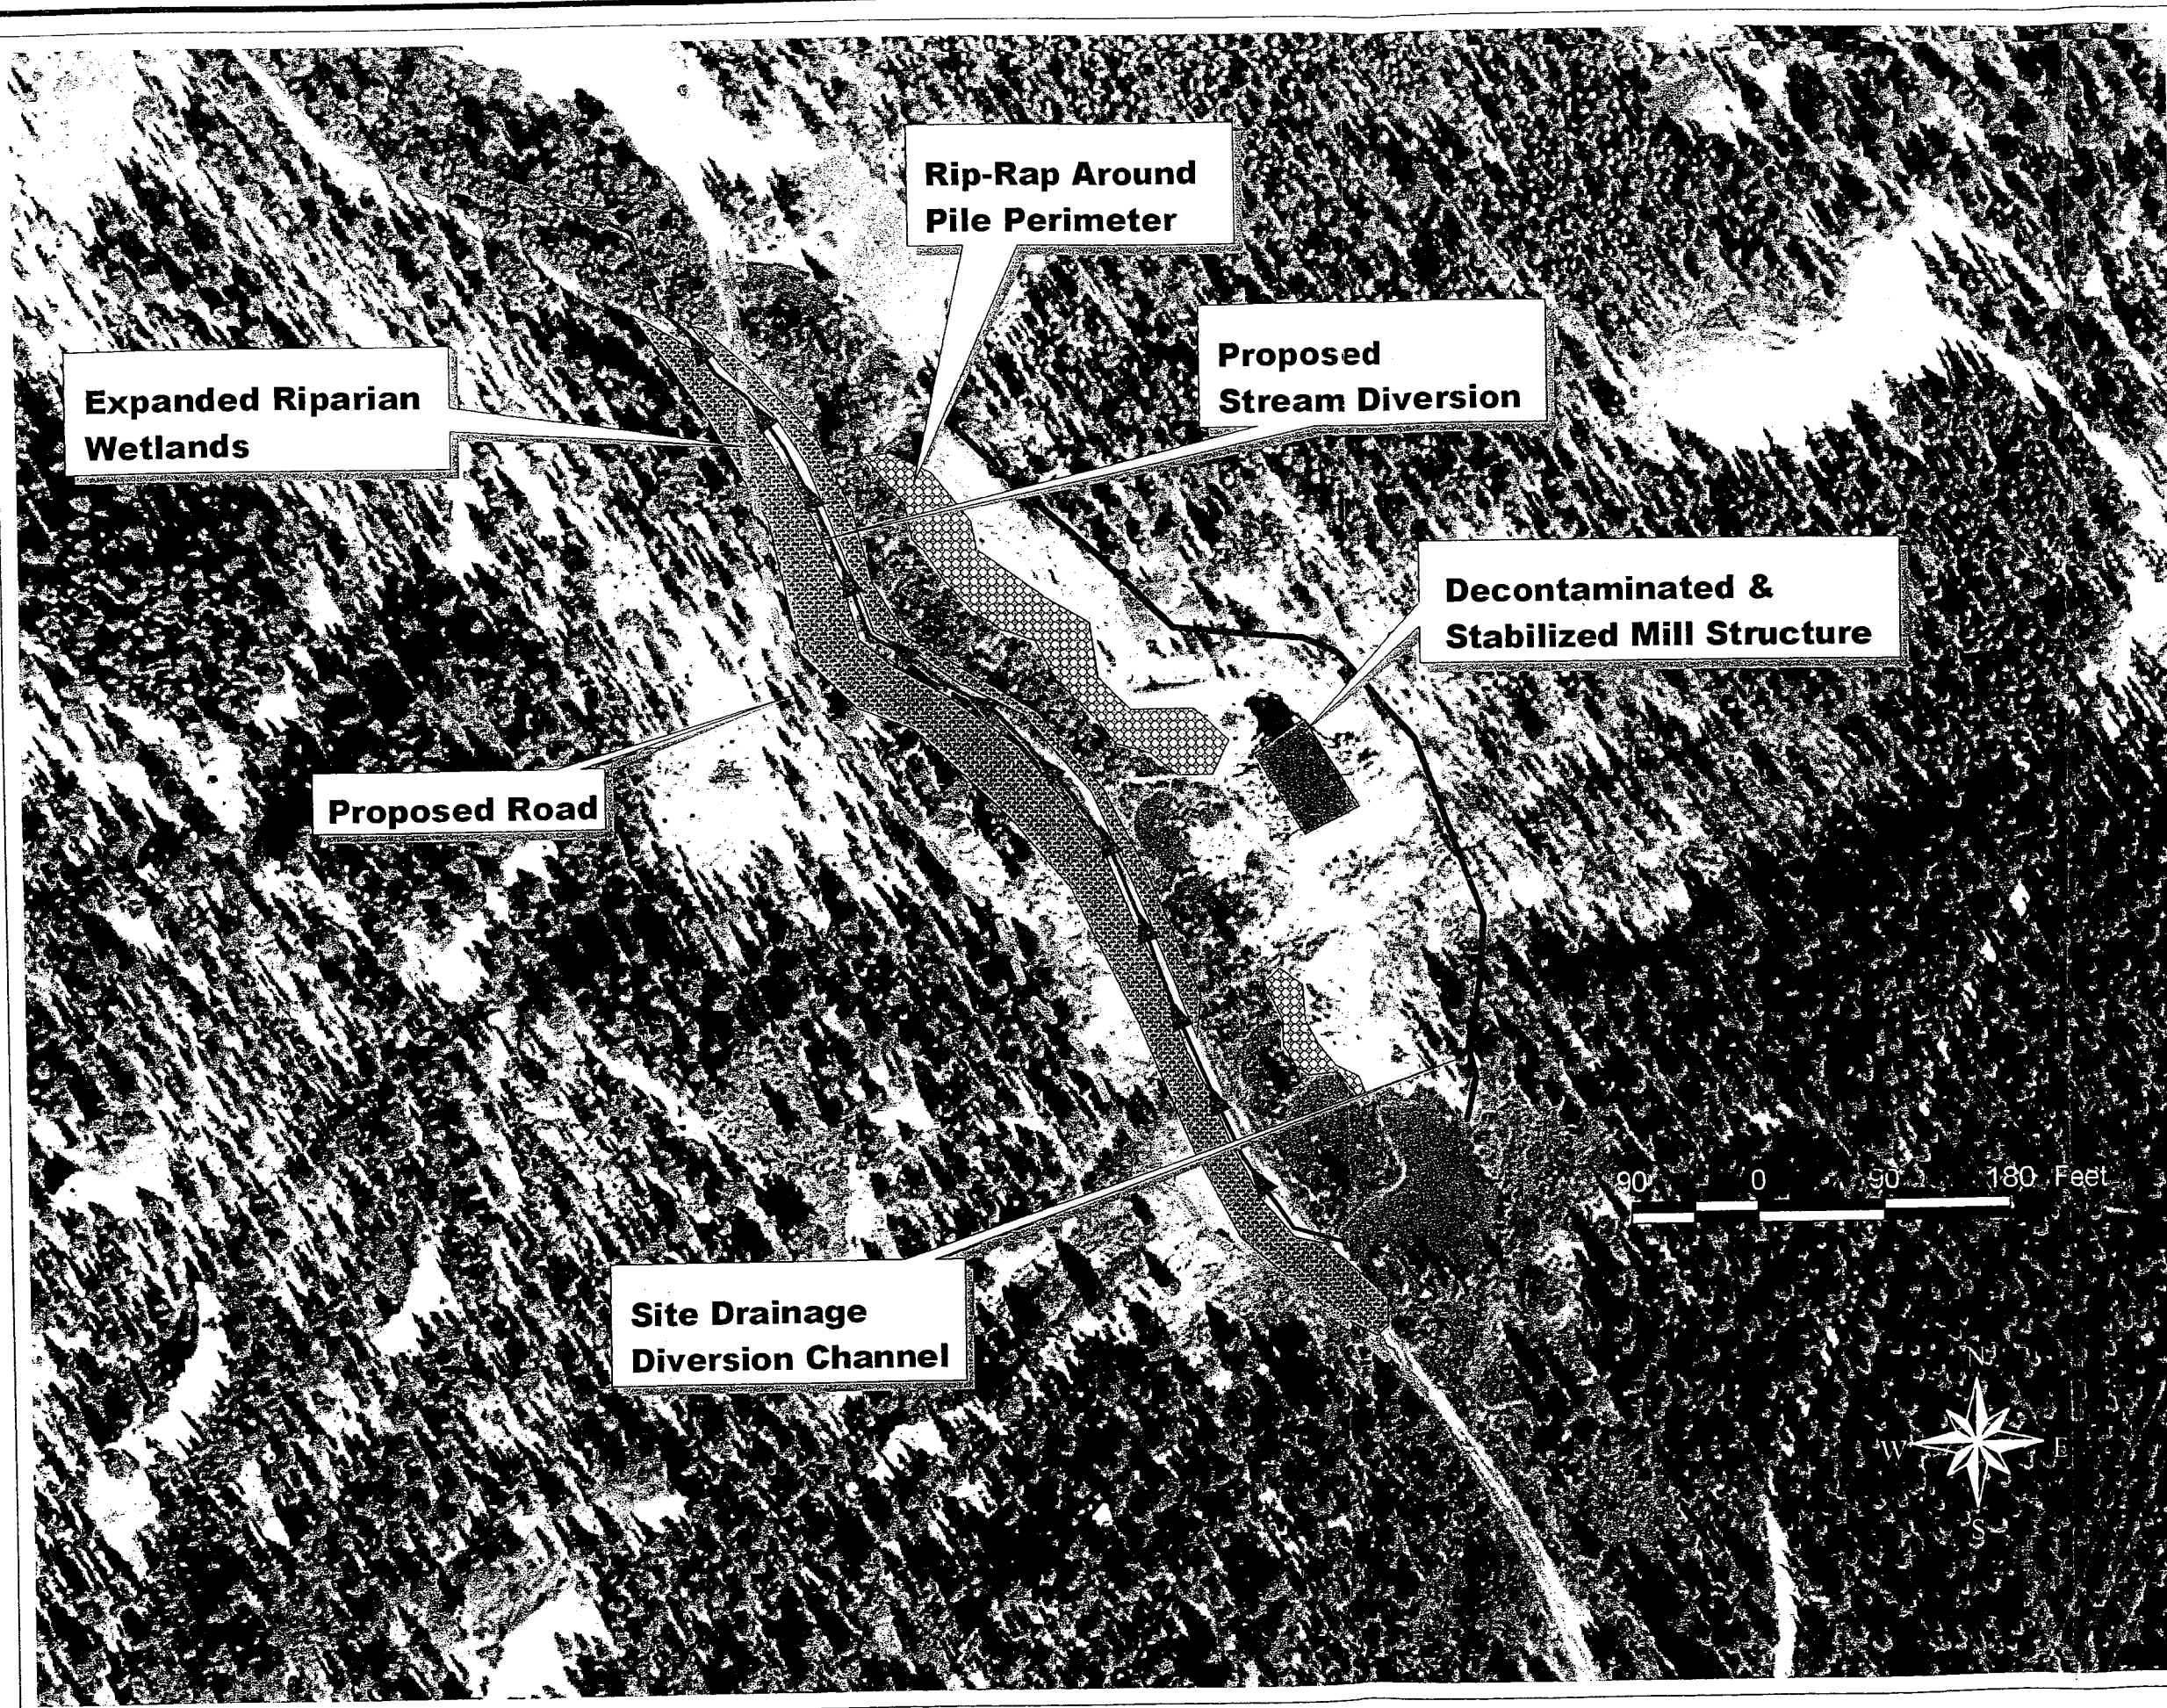 Rip-Rap Around
Pile Perimeter
Proposed
Stream Diversion
Expanded Riparian
Wetlands
Decontaminated &
Stabilized Mill Structure
Proposed Road
90 0 90 180 Feet
Site Drainage
Diversion Channel
N
W E
S